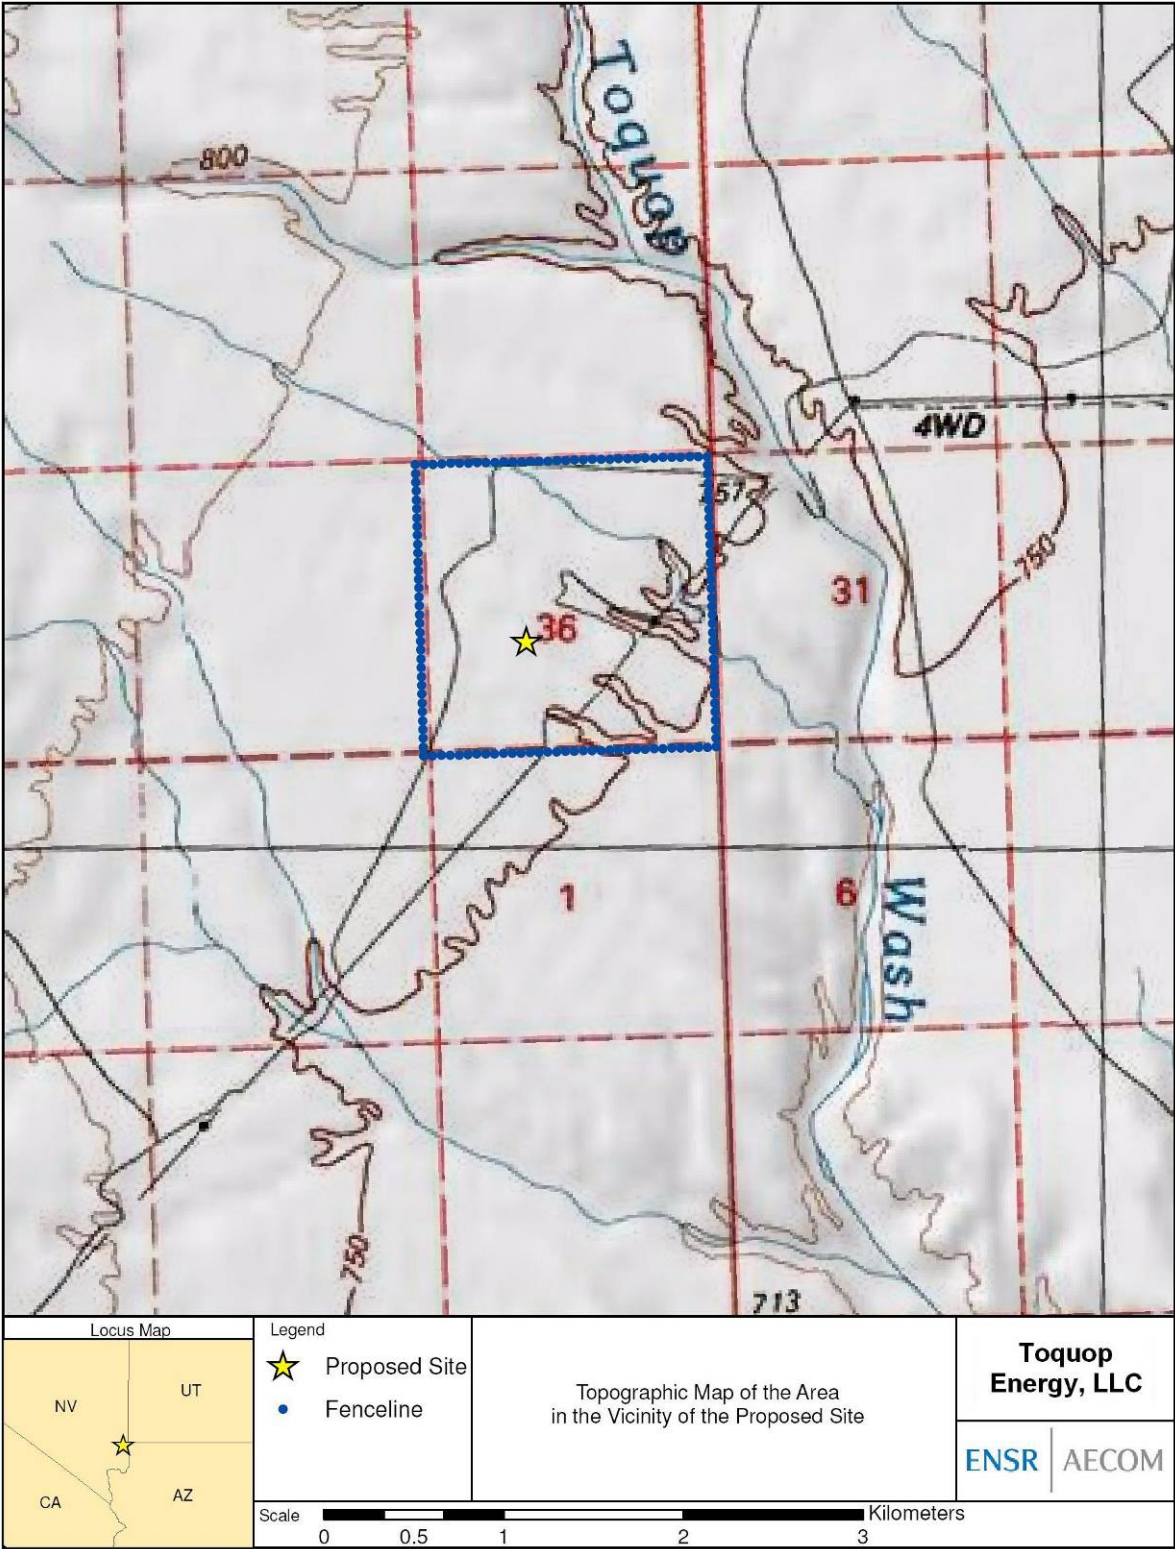 Toquop
800
4WD
757
31
750
36
1
6
Wash
750
713
Locus Map
NV
UT
CA
AZ
Legend
Proposed Site
Fenceline
Topographic Map of the Area
in the Vicinity of the Proposed Site
Toquop
Energy, LLC
ENSR AECOM
Scale
Kilometers
0 0.5 1 2 3